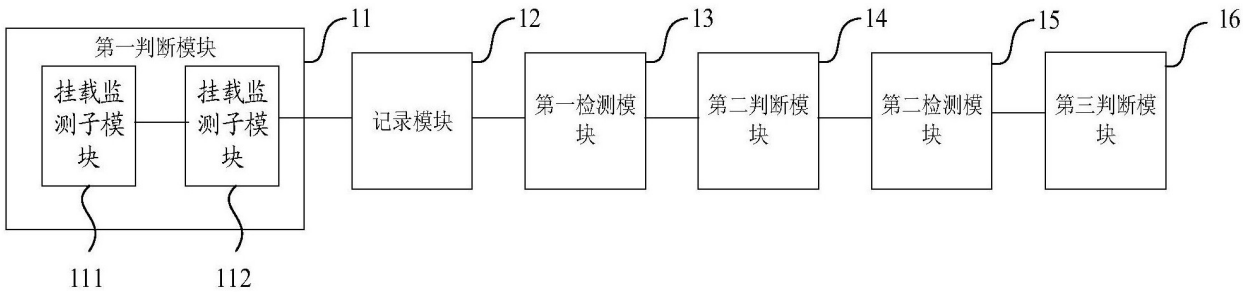 11
12
13
14
15
16
第一判断模块
挂载监
测子模
块
挂载监
测子模
块
记录模块
第一检测模
块
第二判断模
块
第二检测模
块
第三判断模
块
111
112